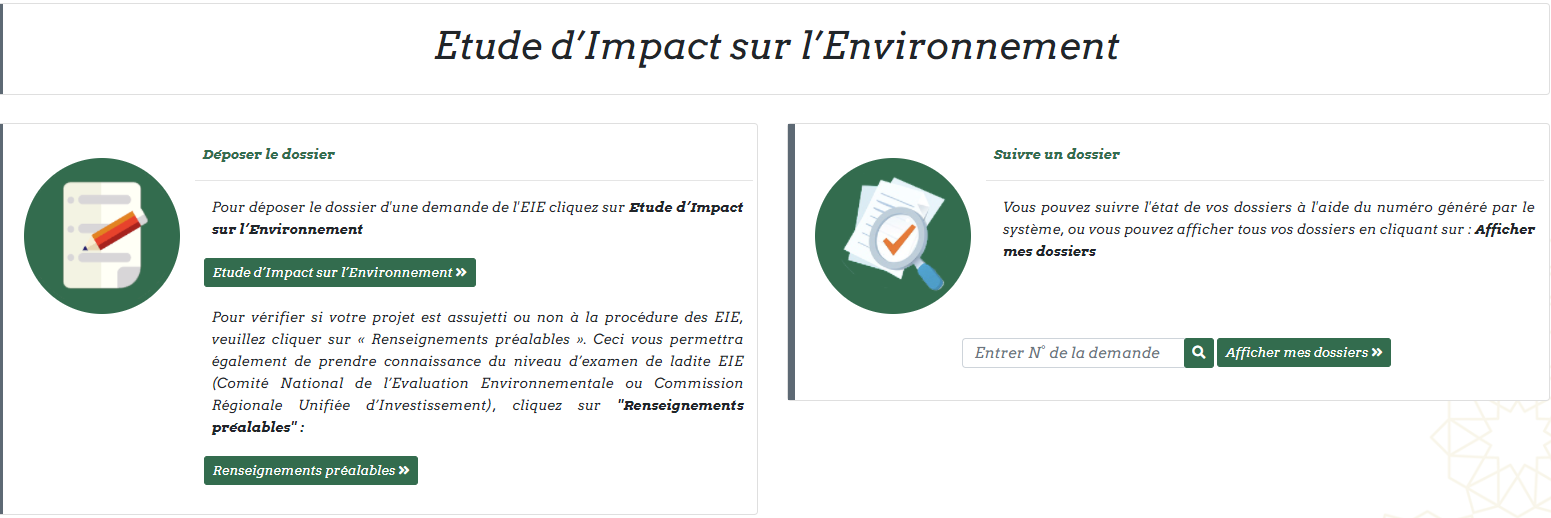 Etude d’Impact sur l’Environnement
Déposer le dossier
Pour déposer le dossier d'une demande de l'EIE cliquez sur Etude d’Impact
sur l’Environnement
Etude d’Impact sur l’Environnement »
Pour vérifier si votre projet est assujetti ou non à la procédure des EIE,
veuillez cliquer sur « Renseignements préalables ». Ceci vous permettra
également de prendre connaissance du niveau d’examen de ladite EIE
(Comité National de l’Evaluation Environnementale ou Commission
Régionale Unifiée d’Investissement), cliquez sur "Renseignements
préalables" :
Renseignements préalables »
Suivre un dossier
Vous pouvez suivre l'état de vos dossiers à l'aide du numéro généré par le
système, ou vous pouvez afficher tous vos dossiers en cliquant sur : Afficher
mes dossiers
Entrer N° de la demande
Afficher mes dossiers »